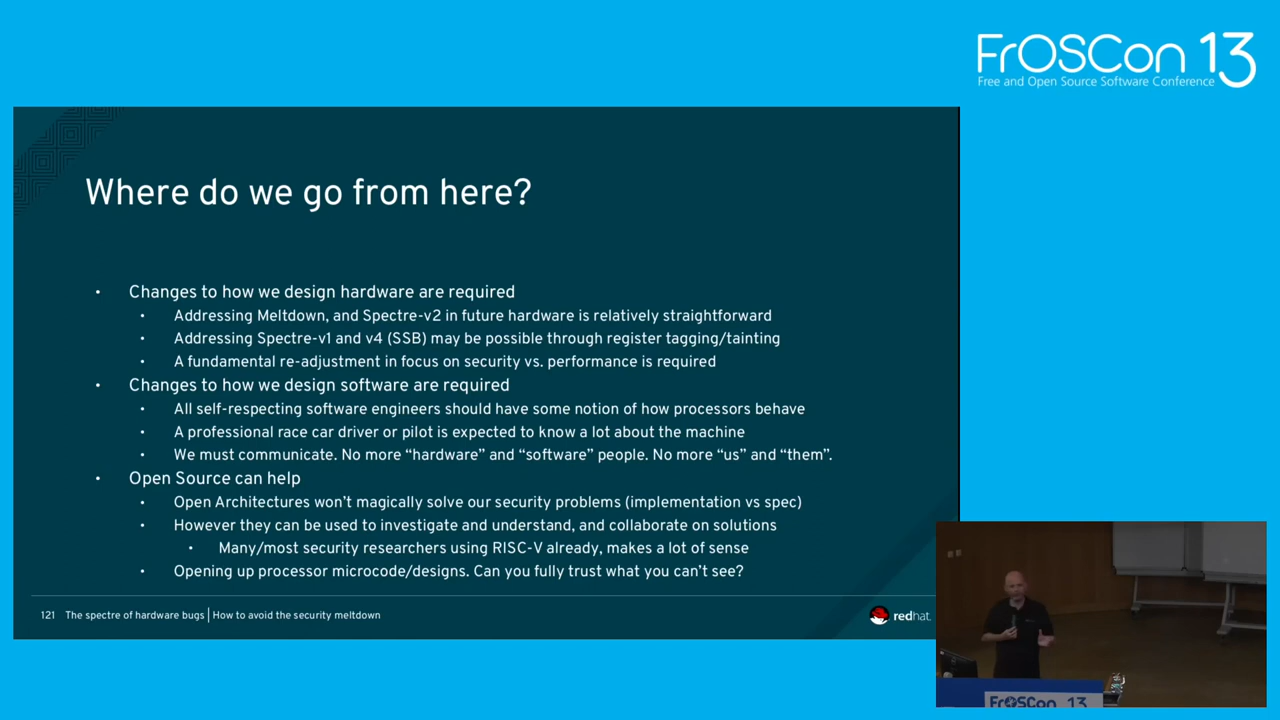 FrOSCon 13
Free and Open Source Software Conference
Where do we go from here?
• Changes to how we design hardware are required
• Addressing Meltdown, and Spectre-v2 in future hardware is relatively straightforward
• Addressing Spectre-v1 and v4 (SSB) may be possible through register tagging/tainting
• A fundamental re-adjustment in focus on security vs. performance is required
• Changes to how we design software are required
• All self-respecting software engineers should have some notion of how processors behave
• A professional race car driver or pilot is expected to know a lot about the machine
• We must communicate. No more “hardware” and “software” people. No more “us” and “them”.
• Open Source can help
• Open Architectures won’t magically solve our security problems (implementation vs spec)
• However they can be used to investigate and understand, and collaborate on solutions
• Many/most security researchers using RISC-V already, makes a lot of sense
• Opening up processor microcode/designs. Can you fully trust what you can’t see?
121 The spectre of hardware bugs | How to avoid the security meltdown
redhat.
FrOSCon 13